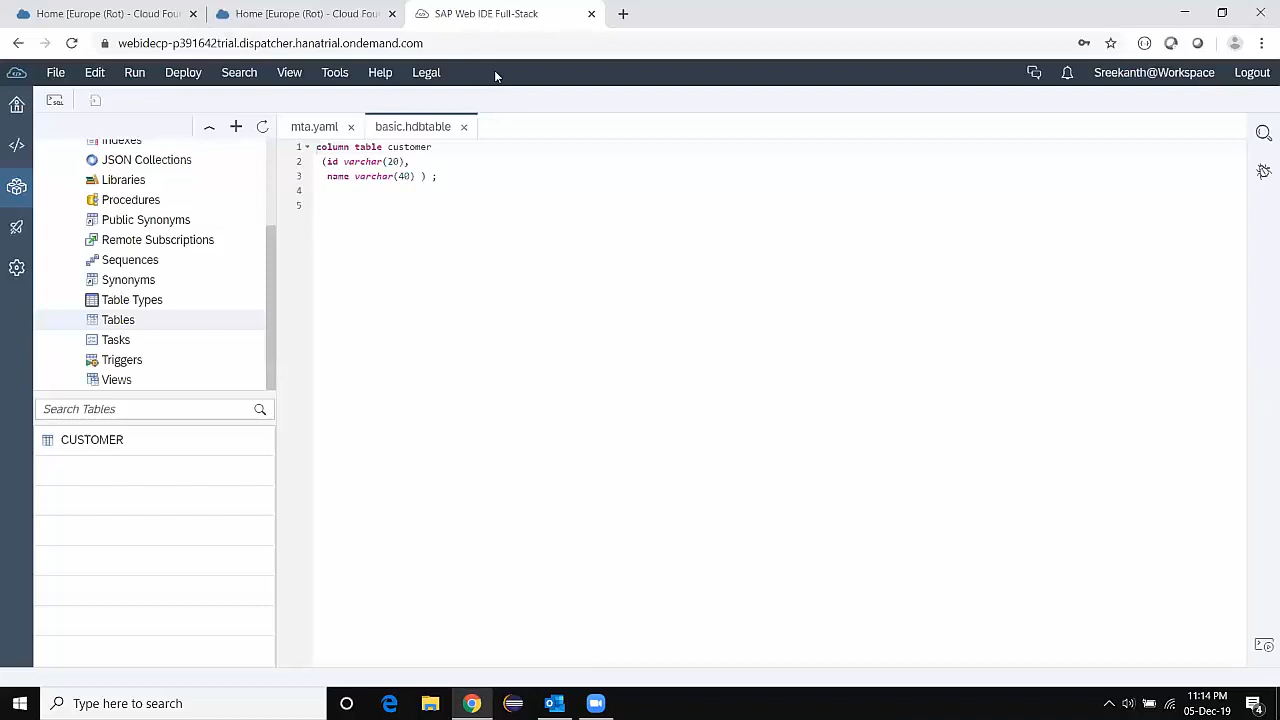 Home [Europe (Rot) - Cloud Foun
Home [Europe (Rot) - Cloud Foun
SAP Web IDE Full-Stack
webidecp-p391642trial.dispatcher.hanatrial.ondemand.com
File Edit Run Deploy Search View Tools Help Legal
Sreekanth@Workspace Logout
SQL
mta.yaml
basic.hdbtable
Indexes
JSON Collections
Libraries
Procedures
Public Synonyms
Remote Subscriptions
Sequences
Synonyms
Table Types
Tables
Tasks
Triggers
Views
Search Tables
CUSTOMER
1 column table customer
2 (id varchar(20),
3 name varchar(40) ) ;
4
5
Type here to search
11:14 PM
05-Dec-19
4